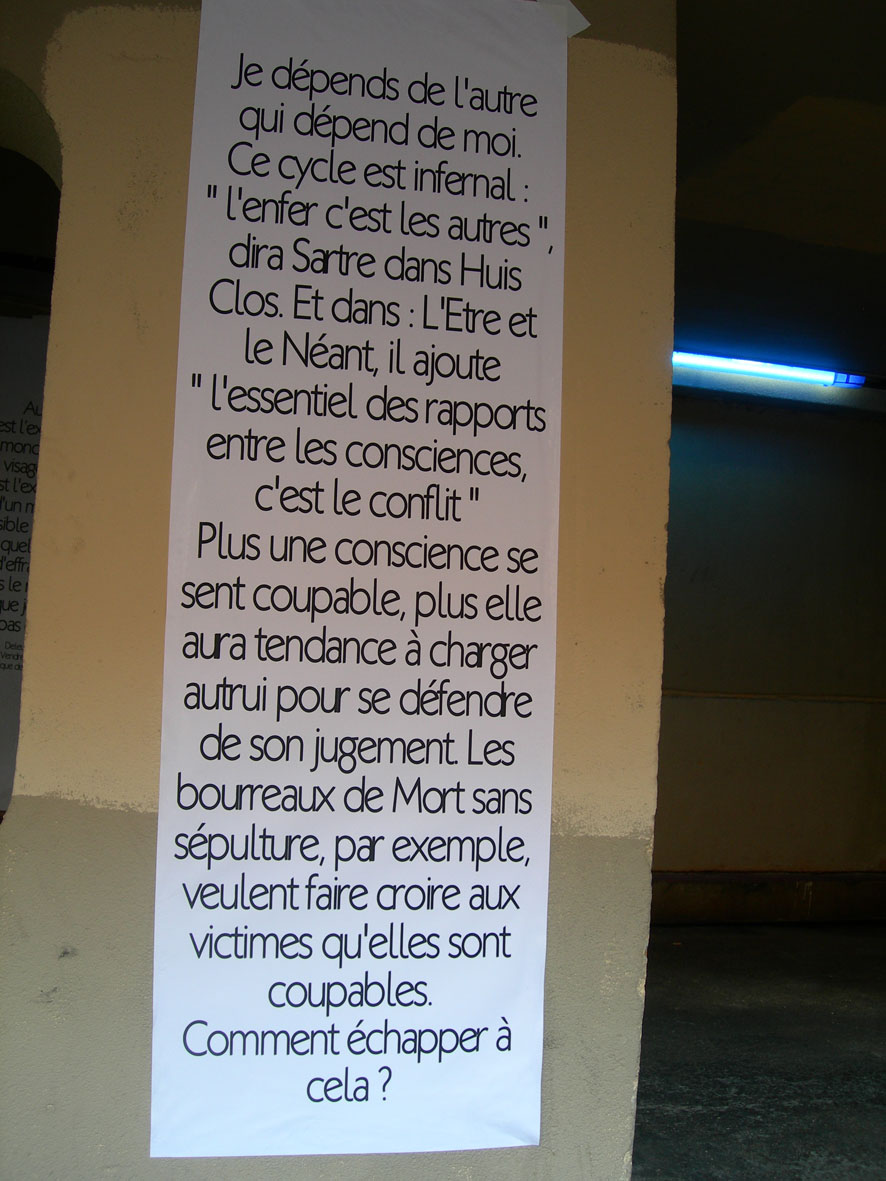 Je dépends de l'autre
qui dépend de moi.
Ce cycle est infernal :
" l'enfer c'est les autres ",
dira Sartre dans Huis
Clos. Et dans : L'Etre et
le Néant, il ajoute
" l'essentiel des rapports
entre les consciences,
c'est le conflit "
Plus une conscience se
sent coupable, plus elle
aura tendance à charger
autrui pour se défendre
de son jugement. Les
bourreaux de Mort sans
sépulture, par exemple,
veulent faire croire aux
victimes qu'elles sont
coupables.
Comment échapper à
cela ?